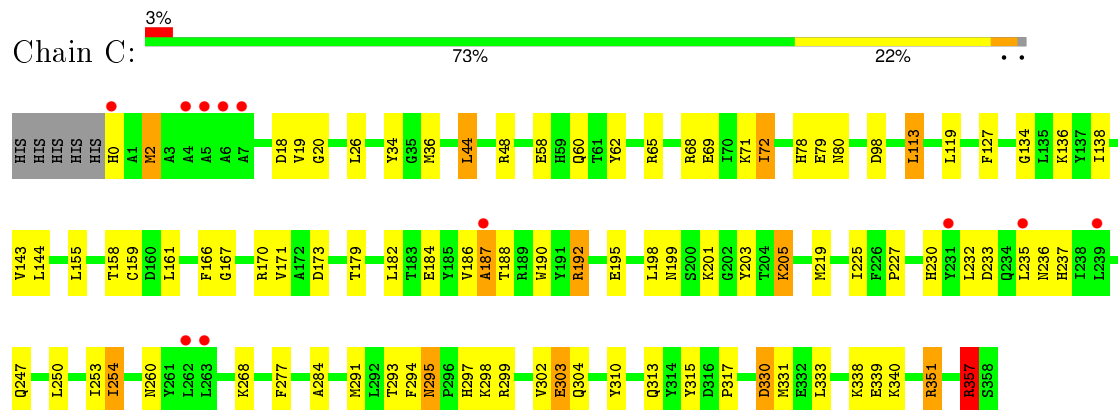 3%
Chain C:
73% 22% • •
HIS HIS HIS HIS HIS H0 A1 M2 A3 A4 A5 A6 A7 D18 V19 G20 L26 Y34 G35 M36 L44 R48 E58 H59 Q60 T61 Y62 R65 R68 E69 I70 K71 I72 H78 E79 N80 D98 L113 L119 F127 G134 L135 K136 Y137 I138
V143 L144 L155 T158 C159 D160 L161 F166 G167 R170 V171 A172 D173 T179 L182 T183 E184 Y185 V186 A187 T188 R189 W190 Y191 R192 E195 L198 N199 S200 K201 G202 Y203 T204 K205 M219 I225 F226 P227 H230 Y231 L232 D233 Q234 L235 N236 H237 I238 L239
Q247 L250 I253 I254 N260 Y261 L262 L263 K268 F277 A284 M291 L292 T293 F294 N295 P296 H297 K298 R299 V302 E303 Q304 Y310 Q313 Y314 Y315 D316 P317 D330 M331 E332 L333 K338 E339 K340 R351 R357 S358